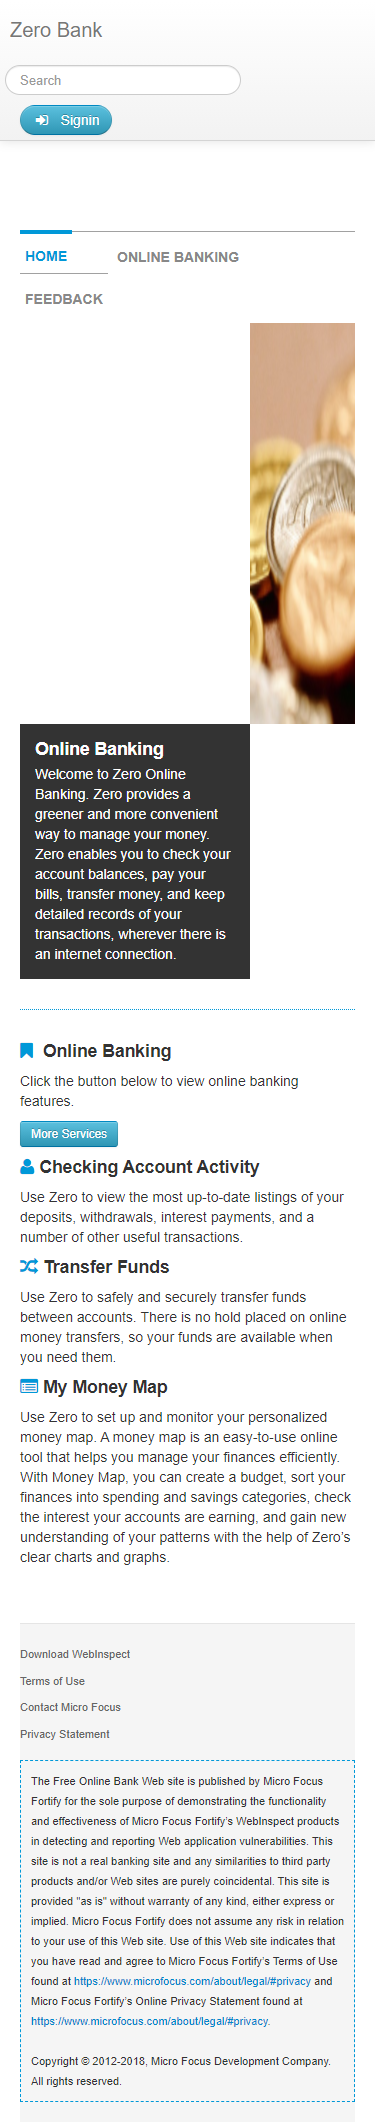 Zero Bank
Search
Signin
HOME
ONLINE BANKING
FEEDBACK
Online Banking
Welcome to Zero Online
Banking. Zero provides a
greener and more convenient
way to manage your money.
Zero enables you to check your
account balances, pay your
bills, transfer money, and keep
detailed records of your
transactions, wherever there is
an internet connection.
Online Banking
Click the button below to view online banking
features.
More Services
Checking Account Activity
Use Zero to view the most up-to-date listings of your
deposits, withdrawals, interest payments, and a
number of other useful transactions.
Transfer Funds
Use Zero to safely and securely transfer funds
between accounts. There is no hold placed on online
money transfers, so your funds are available when
you need them.
My Money Map
Use Zero to set up and monitor your personalized
money map. A money map is an easy-to-use online
tool that helps you manage your finances efficiently.
With Money Map, you can create a budget, sort your
finances into spending and savings categories, check
the interest your accounts are earning, and gain new
understanding of your patterns with the help of Zero’s
clear charts and graphs.
Download WebInspect
Terms of Use
Contact Micro Focus
Privacy Statement
The Free Online Bank Web site is published by Micro Focus
Fortify for the sole purpose of demonstrating the functionality
and effectiveness of Micro Focus Fortify’s WebInspect products
in detecting and reporting Web application vulnerabilities. This
site is not a real banking site and any similarities to third party
products and/or Web sites are purely coincidental. This site is
provided "as is" without warranty of any kind, either express or
implied. Micro Focus Fortify does not assume any risk in relation
to your use of this Web site. Use of this Web site indicates that
you have read and agree to Micro Focus Fortify’s Terms of Use
found at https://www.microfocus.com/about/legal/#privacy and
Micro Focus Fortify’s Online Privacy Statement found at
https://www.microfocus.com/about/legal/#privacy.
Copyright © 2012-2018, Micro Focus Development Company.
All rights reserved.